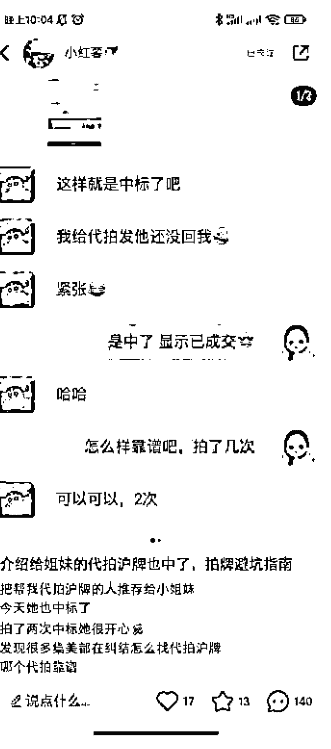 晚上10:04
小红薯
1/3
这样就是中标了吧
我给代拍发他还没回我
紧张
是中了 显示已成交
哈哈
怎么样靠谱吧，拍了几次
可以可以，2次
介绍给姐妹的代拍沪牌也中了，拍牌避坑指南
把帮我代拍沪牌的人推荐给小姐妹
今天她也中标了
拍了两次中标她很开心
发现很多集美都在纠结怎么找代拍沪牌
哪个代拍靠谱
说点什么...
17
13
140